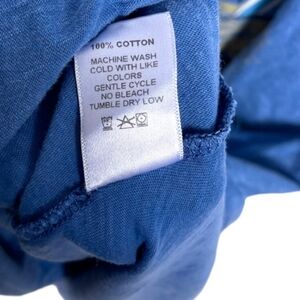 100% COTTON
MACHINE WASH
COLD WITH LIKE
COLORS
GENTLE CYCLE
NO BLEACH
TUMBLE DRY LOW